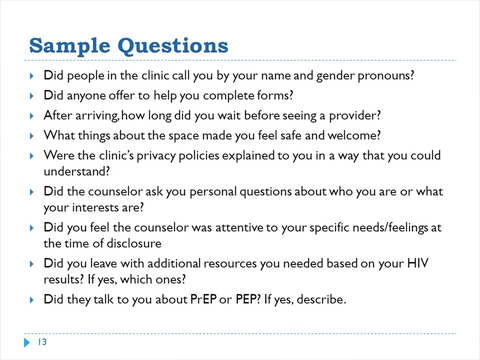 Sample Questions
Did people in the clinic call you by your name and gender pronouns?
Did anyone offer to help you complete forms?
After arriving, how long did you wait before seeing a provider?
What things about the space made you feel safe and welcome?
Were the clinic's privacy policies explained to you in a way that you could
understand?
Did the counselor ask you personal questions about who you are or what
your interests are?
Did you feel the counselor was attentive to your specific needs/feelings at
the time of disclosure
Did you leave with additional resources you needed based on your HIV
results? If yes, which ones?
Did they talk to you about PrEP or PEP? If yes, describe.
13